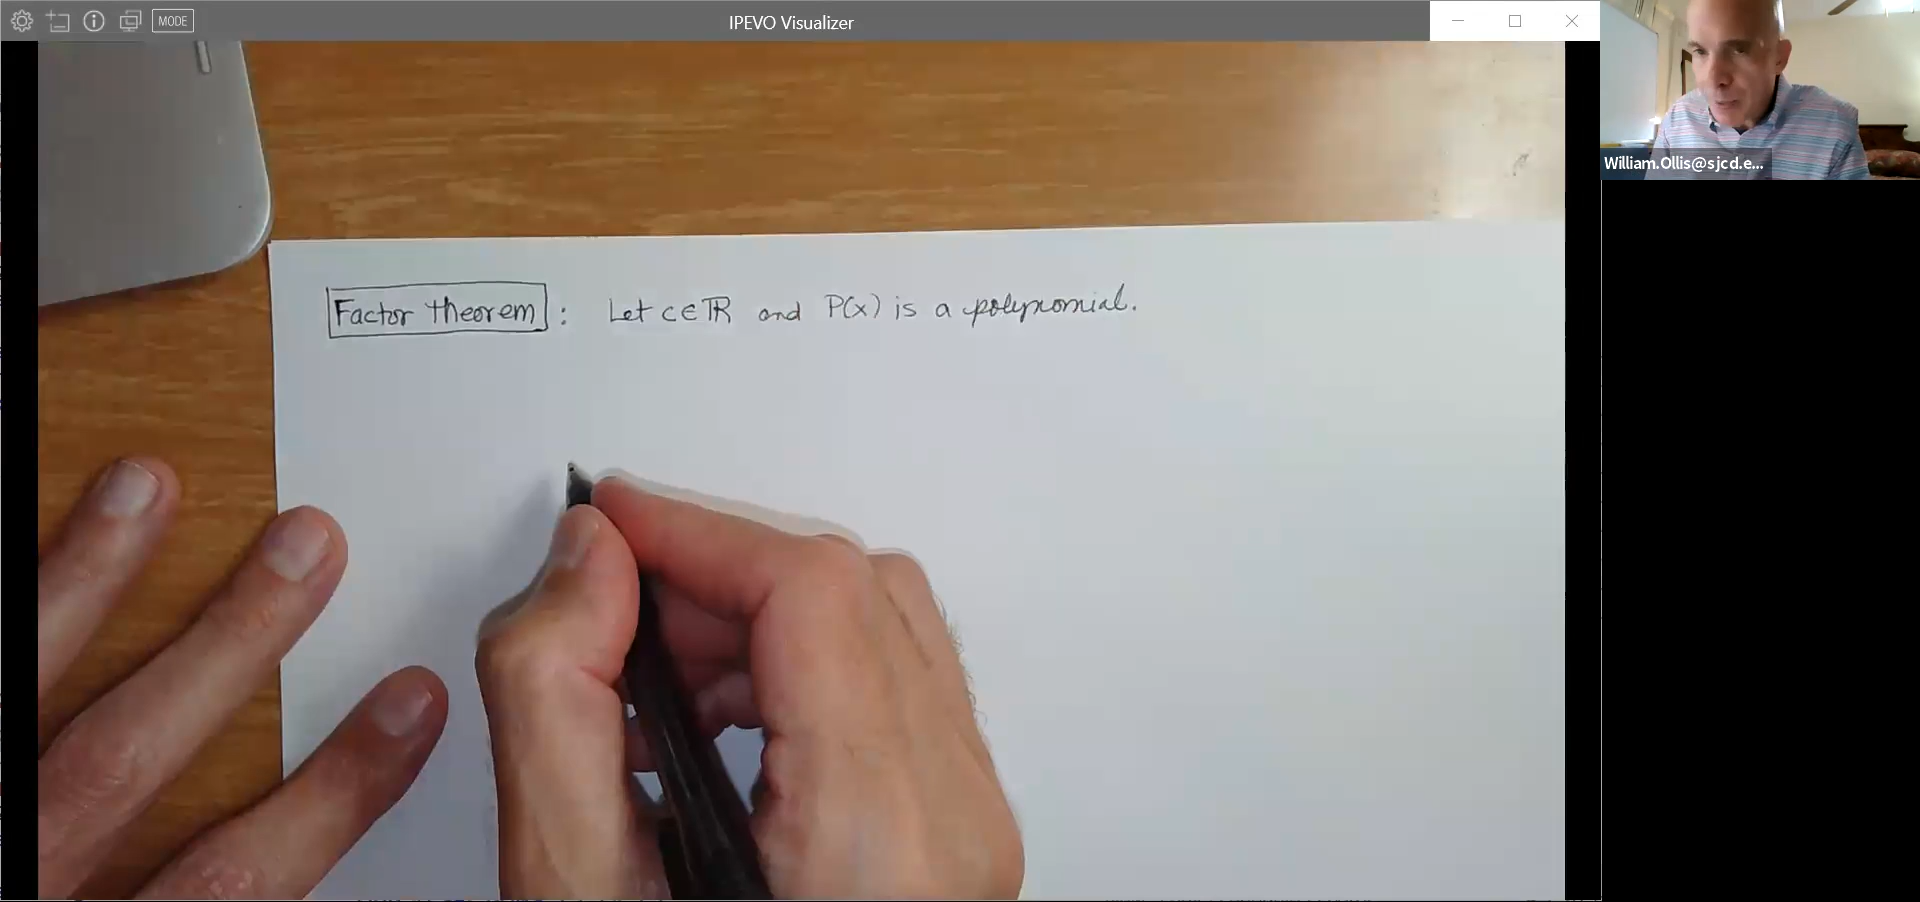 MODE
IPEVO Visualizer
William.Ollis@sjcd.e...
Factor theorem : Let c∈ℝ and P(x) is a polynomial.